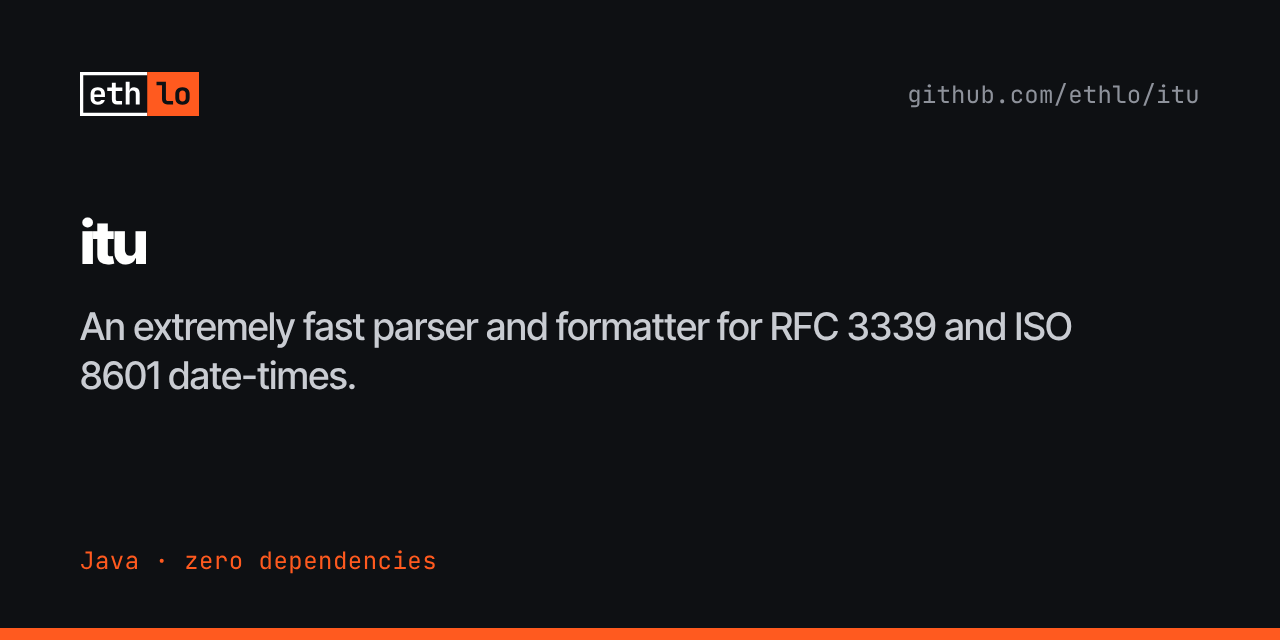 ethlo
github.com/ethlo/itu
itu
An extremely fast parser and formatter for RFC 3339 and ISO
8601 date-times.
Java · zero dependencies